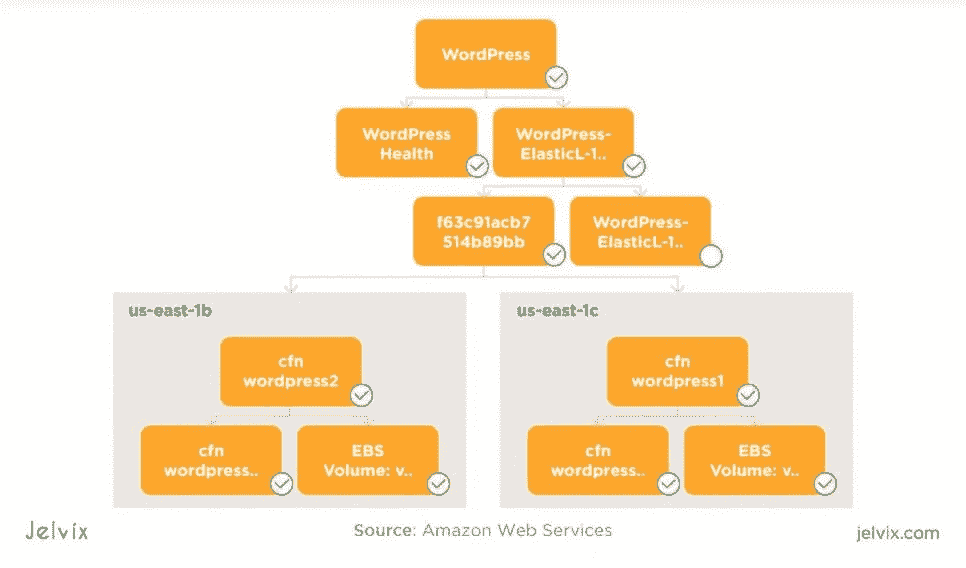 WordPress
WordPress
Health
WordPress-
ElasticL-1..
f63c91acb7
514b89bb
WordPress-
ElasticL-1..
us-east-1b
cfn
wordpress2
cfn
wordpress..
EBS
Volume: v..
us-east-1c
cfn
wordpress1
cfn
wordpress..
EBS
Volume: v..
Jelvix
Source: Amazon Web Services
jelvix.com